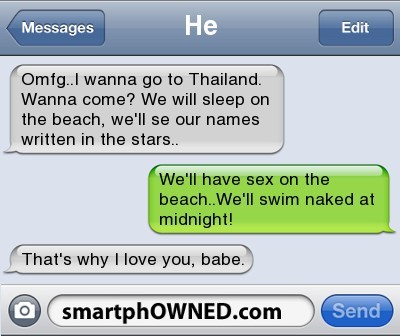 Messages
He
Edit
Omfg..I wanna go to Thailand.
Wanna come? We will sleep on
the beach, we'll se our names
written in the stars..
We'll have sex on the
beach..We'll swim naked at
midnight!
That's why I love you, babe.
smartphOWNED.com
Send